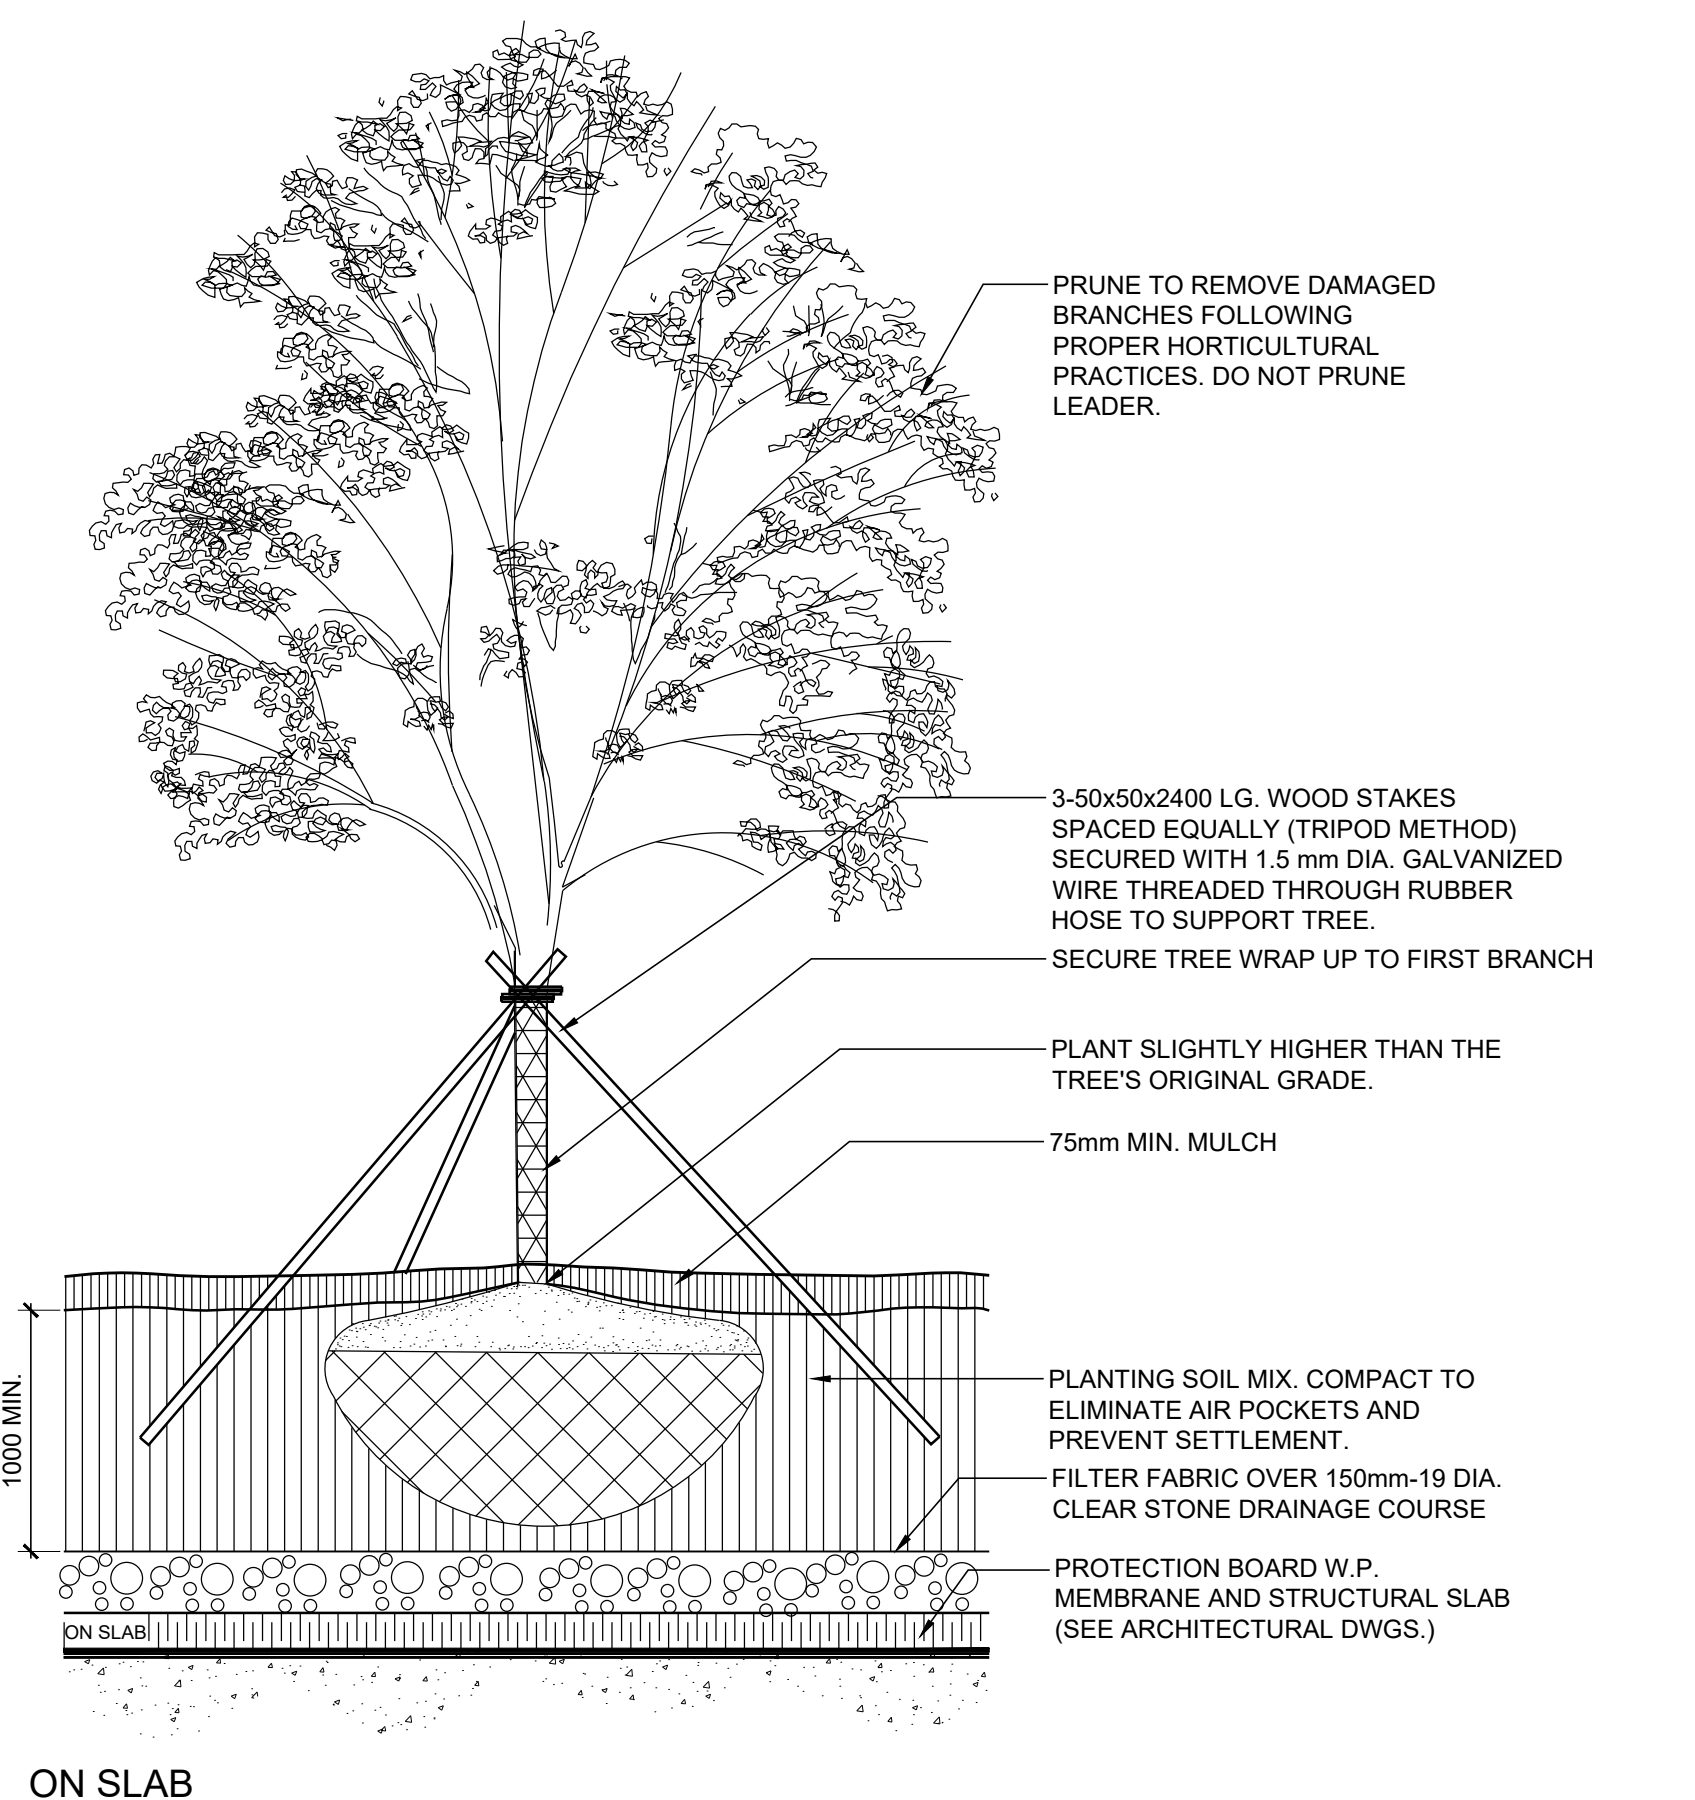 PRUNE TO REMOVE DAMAGED
BRANCHES FOLLOWING
PROPER HORTICULTURAL
PRACTICES. DO NOT PRUNE
LEADER.
3-50x50x2400 LG. WOOD STAKES
SPACED EQUALLY (TRIPOD METHOD)
SECURED WITH 1.5 mm DIA. GALVANIZED
WIRE THREADED THROUGH RUBBER
HOSE TO SUPPORT TREE.
SECURE TREE WRAP UP TO FIRST BRANCH
PLANT SLIGHTLY HIGHER THAN THE
TREE'S ORIGINAL GRADE.
75mm MIN. MULCH
1000 MIN.
PLANTING SOIL MIX. COMPACT TO
ELIMINATE AIR POCKETS AND
PREVENT SETTLEMENT.
FILTER FABRIC OVER 150mm-19 DIA.
CLEAR STONE DRAINAGE COURSE
PROTECTION BOARD W.P.
MEMBRANE AND STRUCTURAL SLAB
(SEE ARCHITECTURAL DWGS.)
ON SLAB
ON SLAB